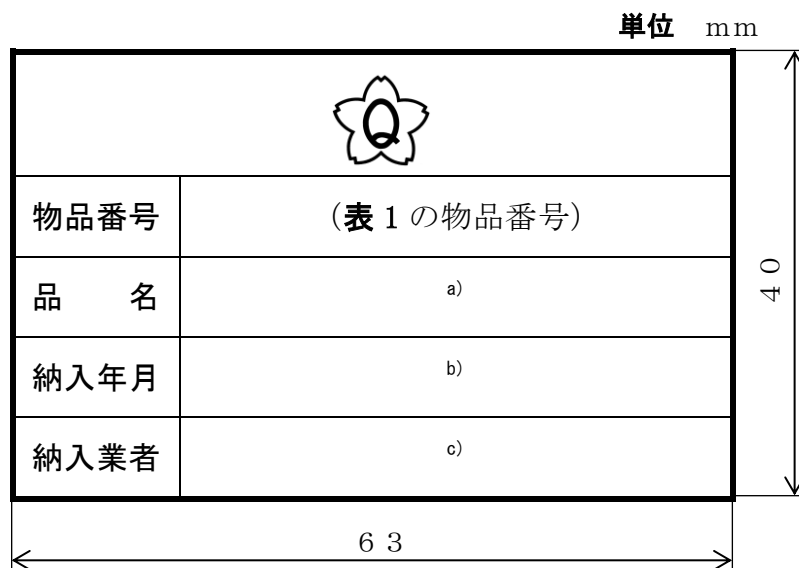 単位　ｍｍ
Q
物品番号　（表１の物品番号）
品　　名　a)
納入年月　b)
納入業者　c)
４０
６３